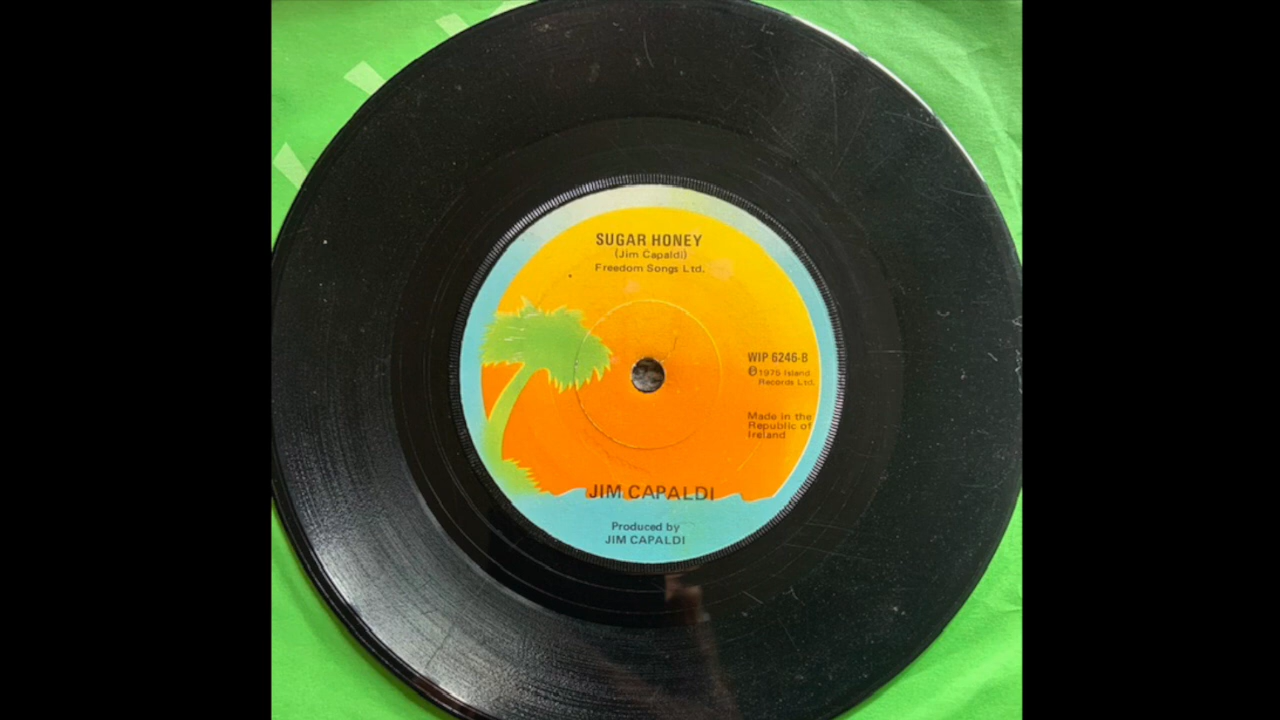 SUGAR HONEY
(Jim Capaldi)
Freedom Songs Ltd.
WIP 6246-B
℗1975 Island
Records Ltd.
Made in the
Republic of
Ireland
JIM CAPALDI
Produced by
JIM CAPALDI